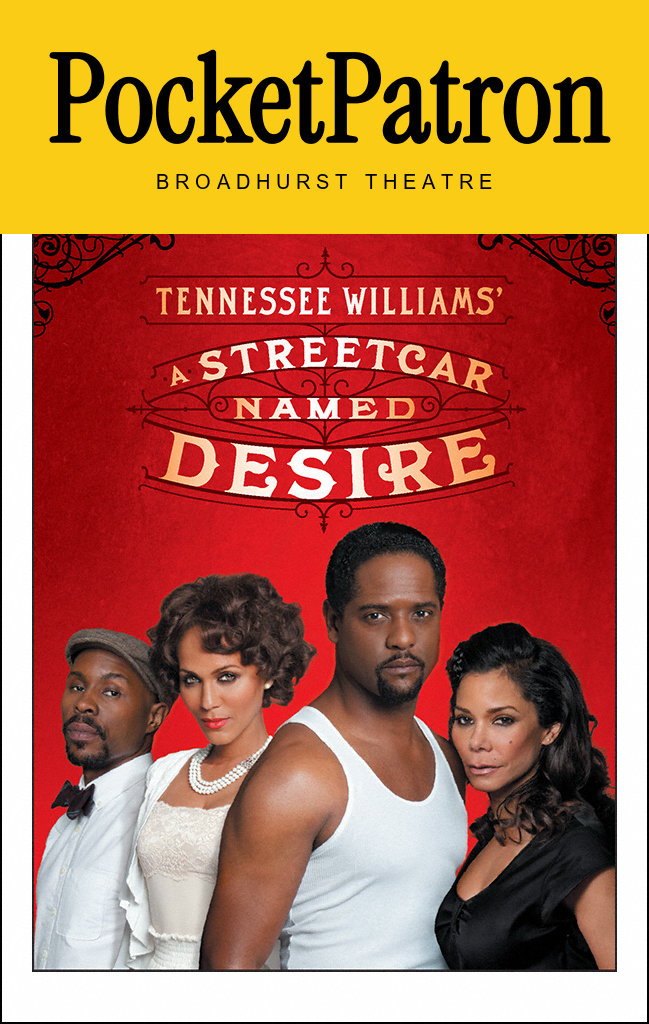 PocketPatron
BROADHURST THEATRE
TENNESSEE WILLIAMS'
A STREETCAR
NAMED
DESIRE